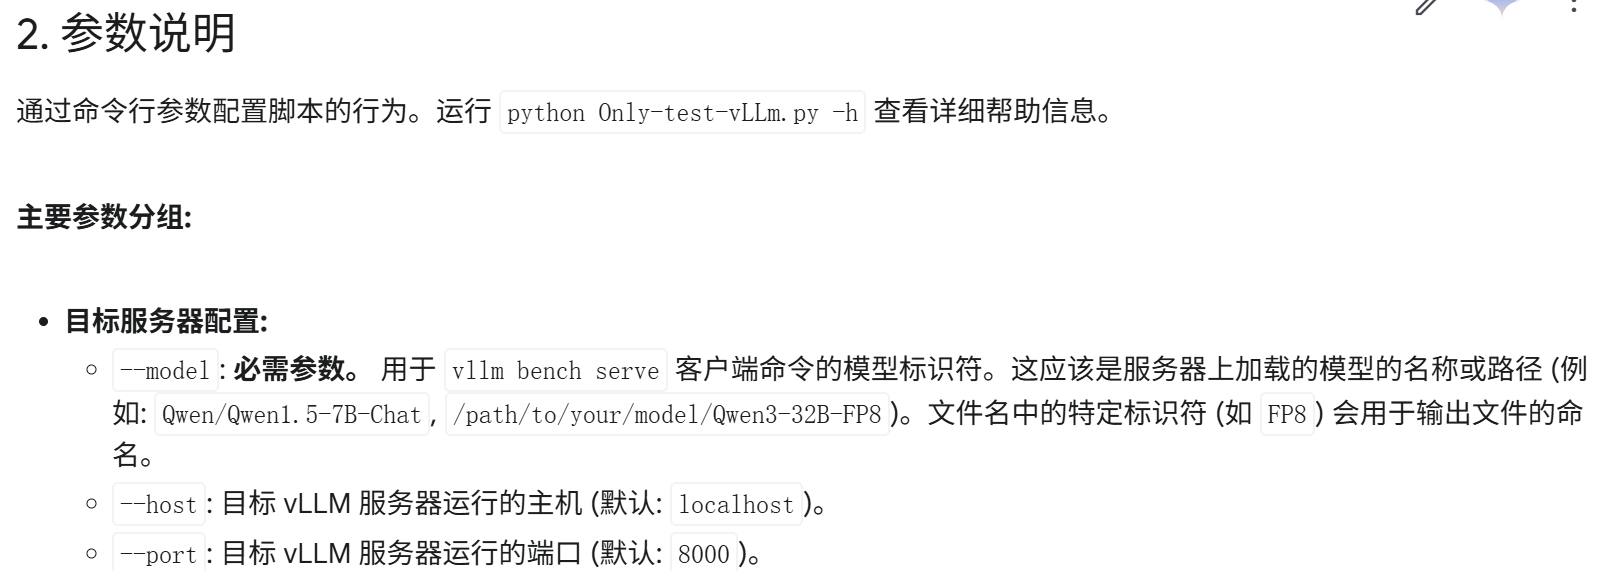 2. 参数说明
通过命令行参数配置脚本的行为。运行 python Only-test-vLLm.py -h 查看详细帮助信息。
主要参数分组:
• 目标服务器配置:
○ --model : 必需参数。 用于 vllm bench serve 客户端命令的模型标识符。这应该是服务器上加载的模型的名称或路径 (例
如: Qwen/Qwen1.5-7B-Chat , /path/to/your/model/Qwen3-32B-FP8 )。文件名中的特定标识符 (如 FP8 ) 会用于输出文件的命
名。
○ --host : 目标 vLLM 服务器运行的主机 (默认: localhost )。
○ --port : 目标 vLLM 服务器运行的端口 (默认: 8000 )。